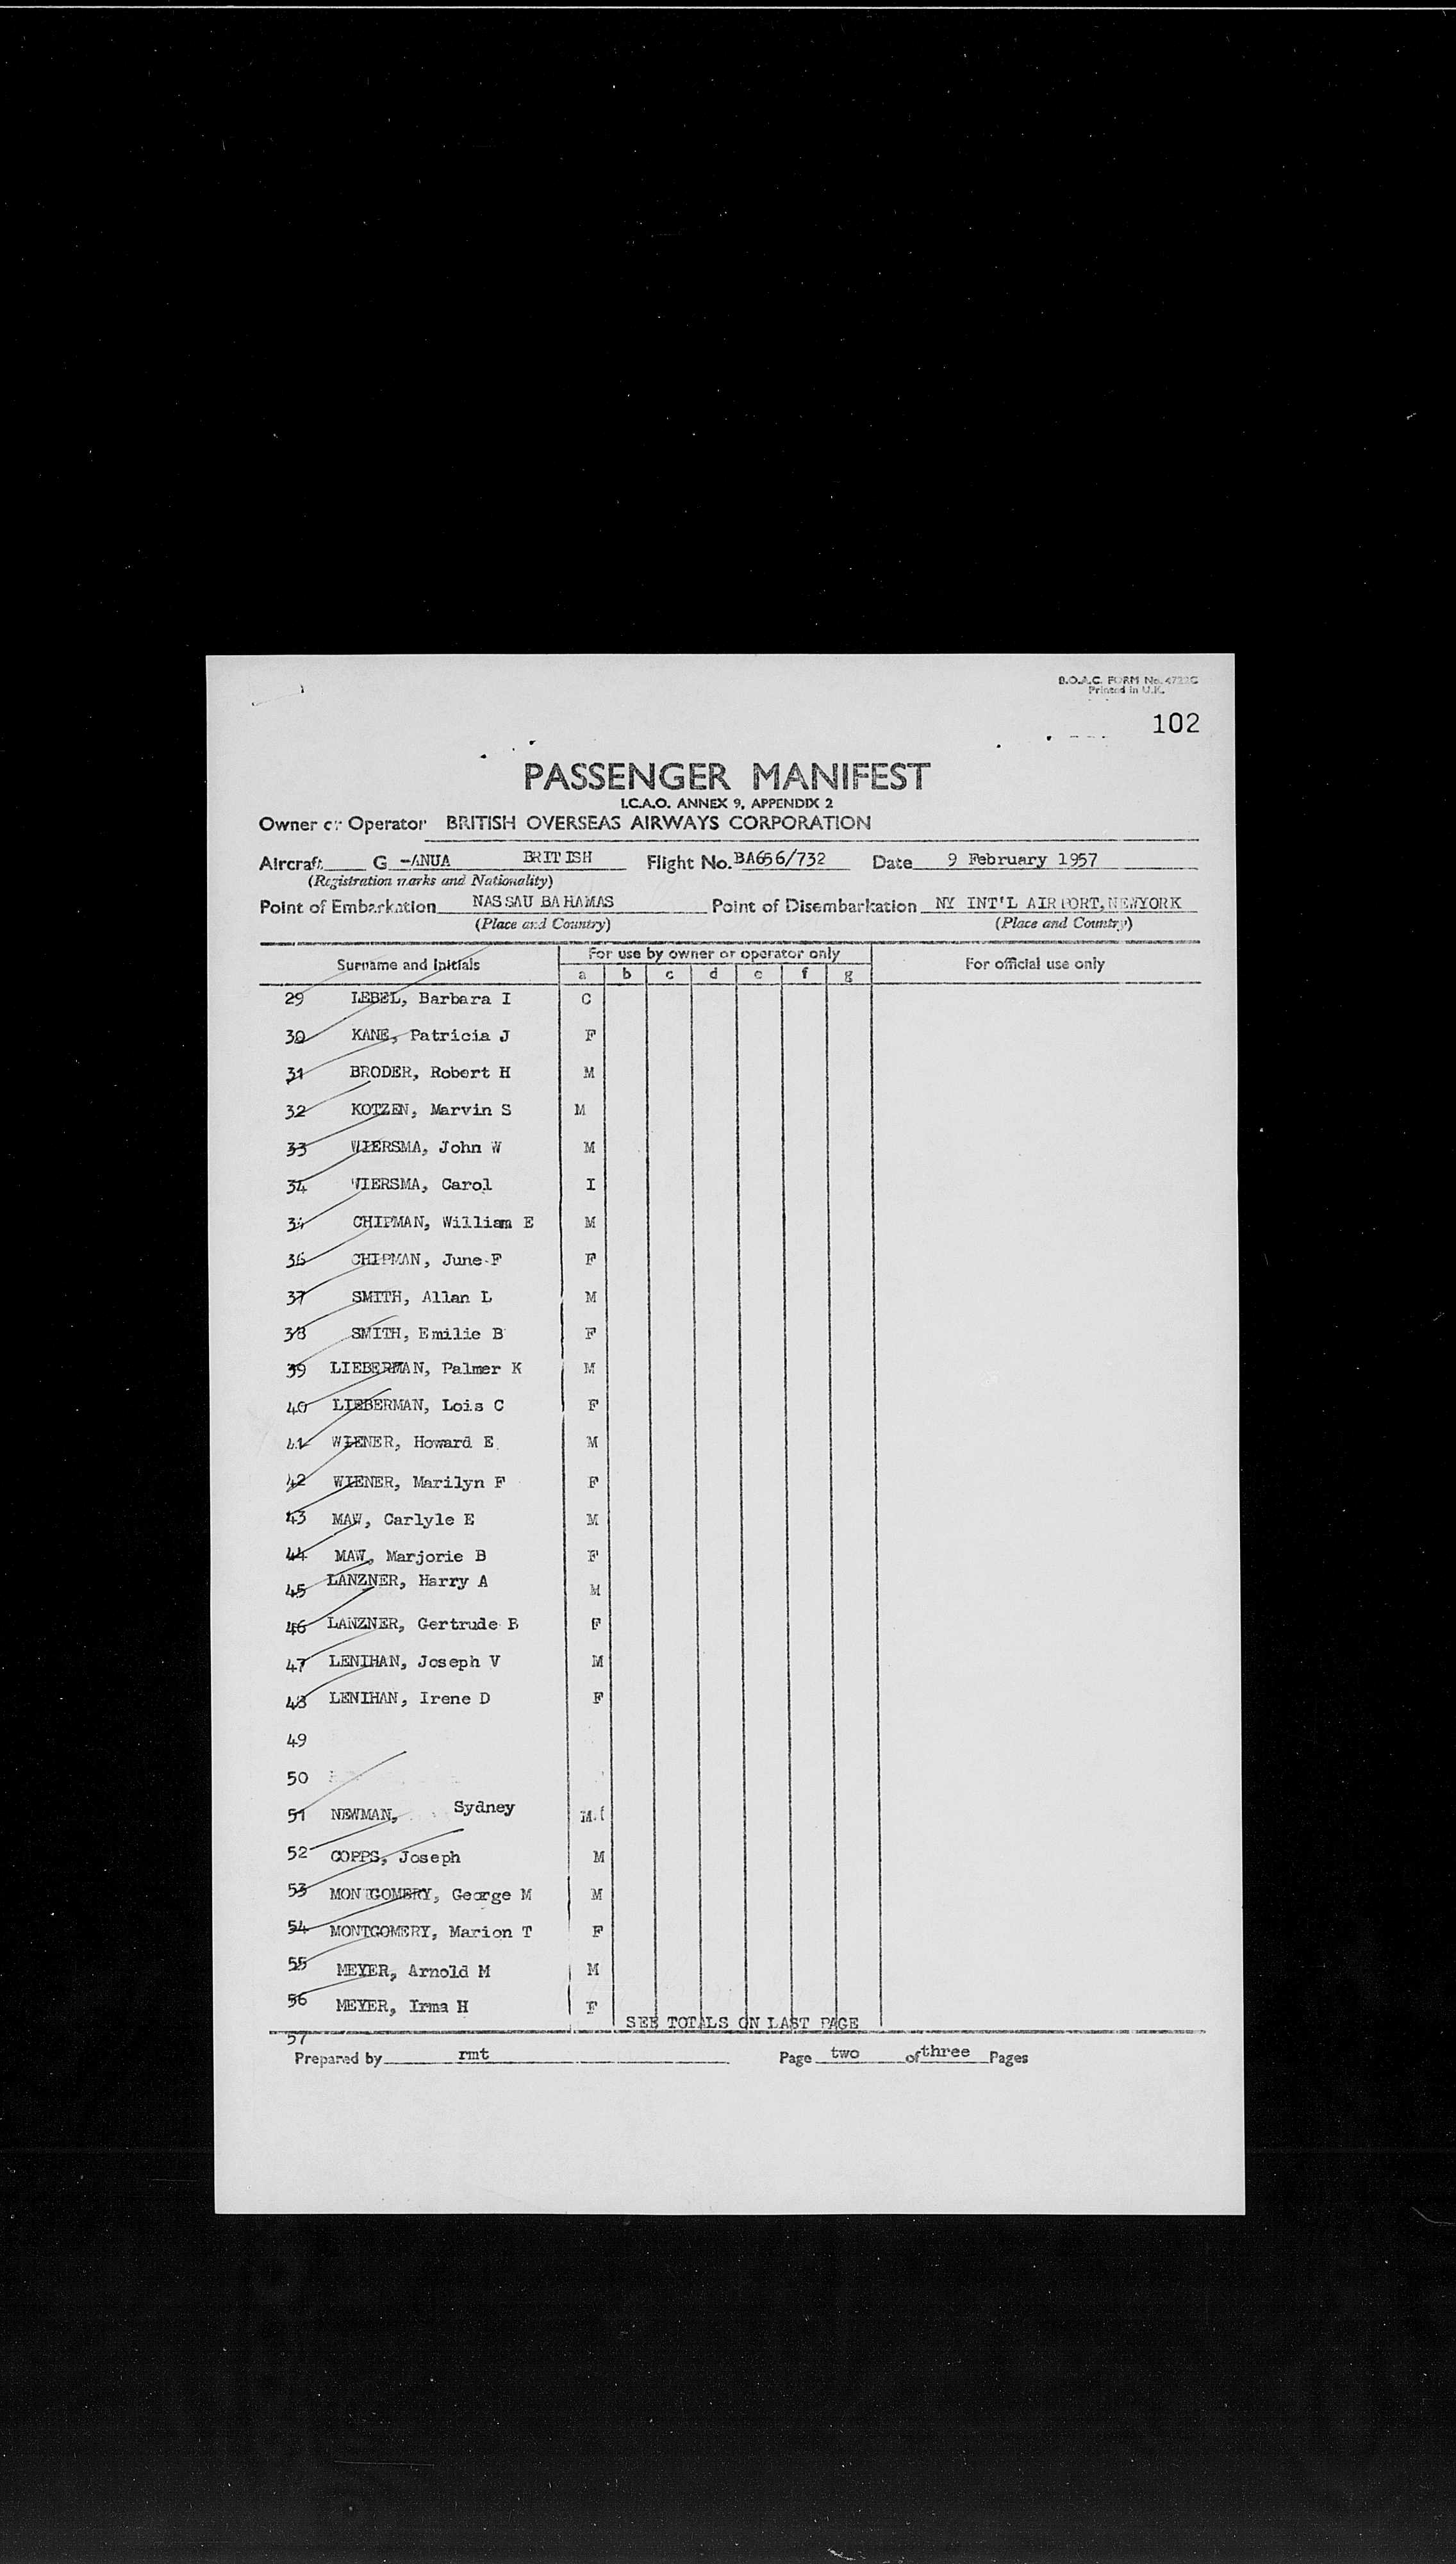 B.O.A.C. FORM No.
Printed in U.K.
102
PASSENGER MANIFEST
I.C.A.O. ANNEX 9, APPENDIX 2
Owner or Operator BRITISH OVERSEAS AIRWAYS CORPORATION
Aircraft G -ANUA BRITISH Flight No. BA656/732 Date 9 February 1957
(Registration marks and Nationality)
Point of Embarkation NASSAU BAHAMAS Point of Disembarkation NY INT'L AIRPORT, NEWYORK
(Place and Country) (Place and Country)
Surname and Initials For use by owner or operator only For official use only
a b c d e f g
29 LEBEL, Barbara I C
30 KANE, Patricia J F
31 BRODER, Robert H M
32 KOTZEN, Marvin S M
33 WIERSMA, John W M
34 WIERSMA, Carol I
CHIPMAN, William E M
36 CHIPMAN, June F F
37 SMITH, Allan L M
38 SMITH, Emilie B F
39 LIEBERMAN, Palmer K M
40 LIEBERMAN, Lois C F
41 WIENER, Howard E M
42 WIENER, Marilyn F F
43 MAW, Carlyle E M
44 MAW, Marjorie B F
45 LANZNER, Harry A M
46 LANZNER, Gertrude B F
47 LENIHAN, Joseph V M
48 LENIHAN, Irene D F
49
50
51 NEWMAN, Sydney M
52 COPPS, Joseph M
53 MONTGOMERY, George M M
54 MONTGOMERY, Marion T F
55 MEYER, Arnold M M
56 MEYER, Irma H F
SEE TOTALS ON LAST PAGE
57
Prepared by rmt Page two of three Pages